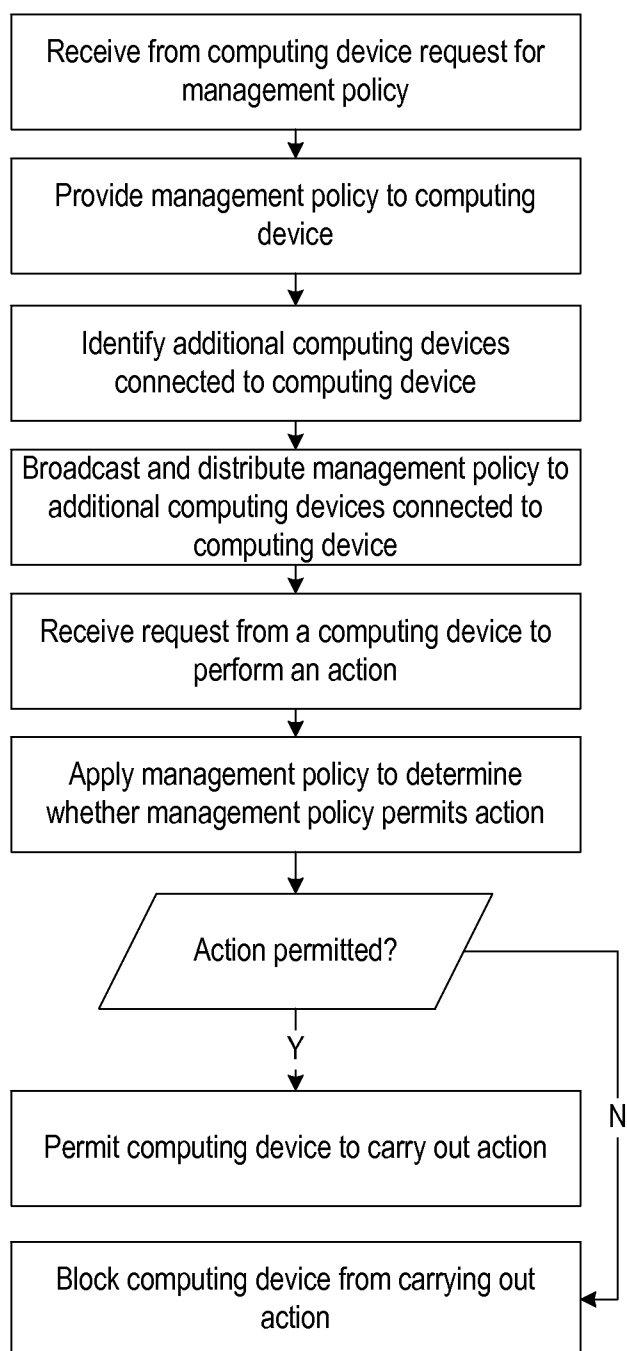 Receive from computing device request for
management policy
Provide management policy to computing
device
Identify additional computing devices
connected to computing device
Broadcast and distribute management policy to
additional computing devices connected to
computing device
Receive request from a computing device to
perform an action
Apply management policy to determine
whether management policy permits action
Action permitted?
Y
N
Permit computing device to carry out action
Block computing device from carrying out
action